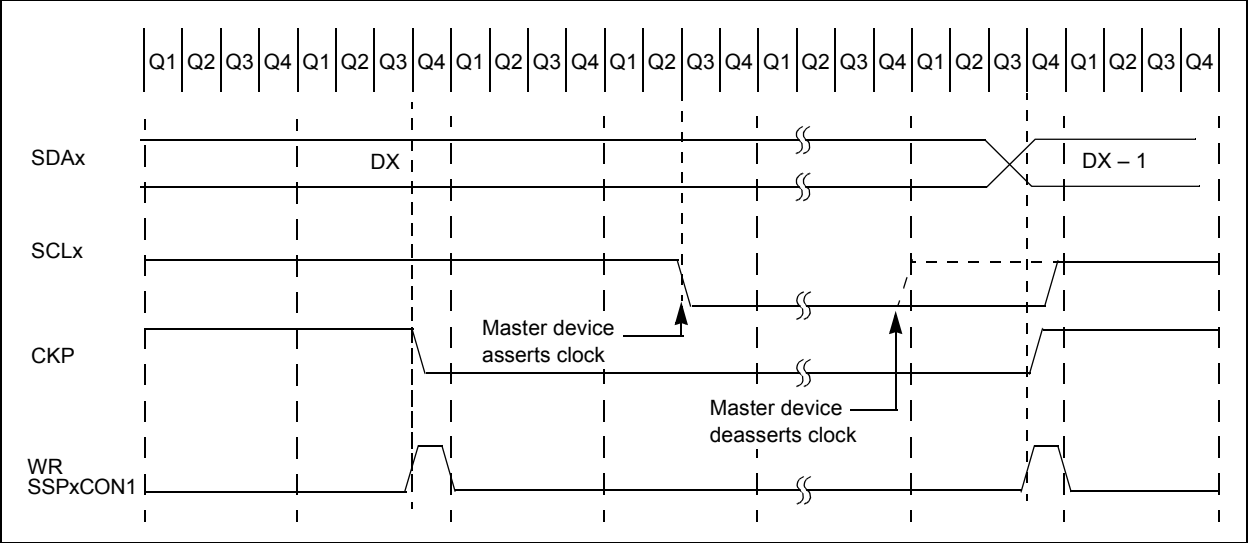 Q1 Q2 Q3 Q4 Q1 Q2 Q3 Q4 Q1 Q2 Q3 Q4 Q1 Q2 Q3 Q4 Q1 Q2 Q3 Q4 Q1 Q2 Q3 Q4 Q1 Q2 Q3 Q4
SDAx
DX
DX – 1
SCLx
Master device
asserts clock
CKP
Master device
deasserts clock
WR
SSPxCON1